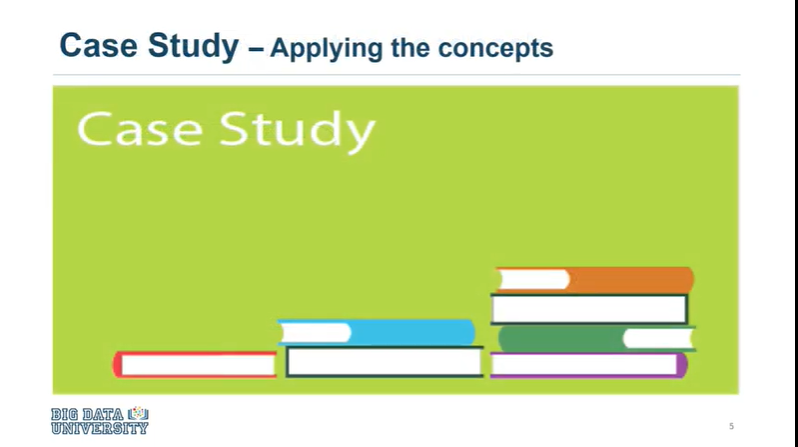 Case Study – Applying the concepts
Case Study
BIG DATA
UNIVERSITY
5